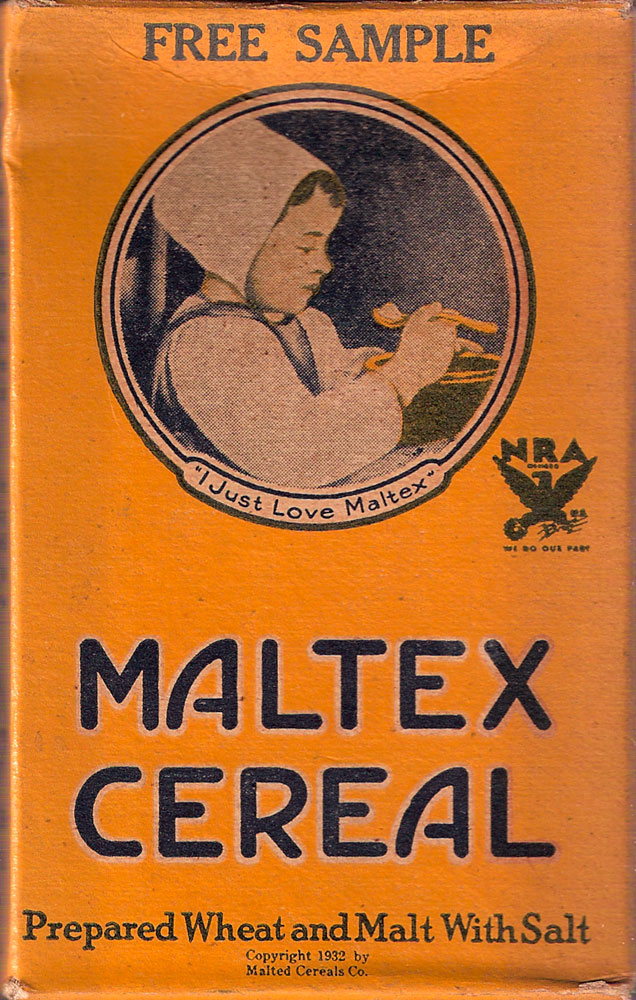 FREE SAMPLE
"I Just Love Maltex"
NRA
MEMBER
U.S.
WE DO OUR PART
MALTEX
CEREAL
Prepared Wheat and Malt With Salt
Copyright 1932 by
Malted Cereals Co.